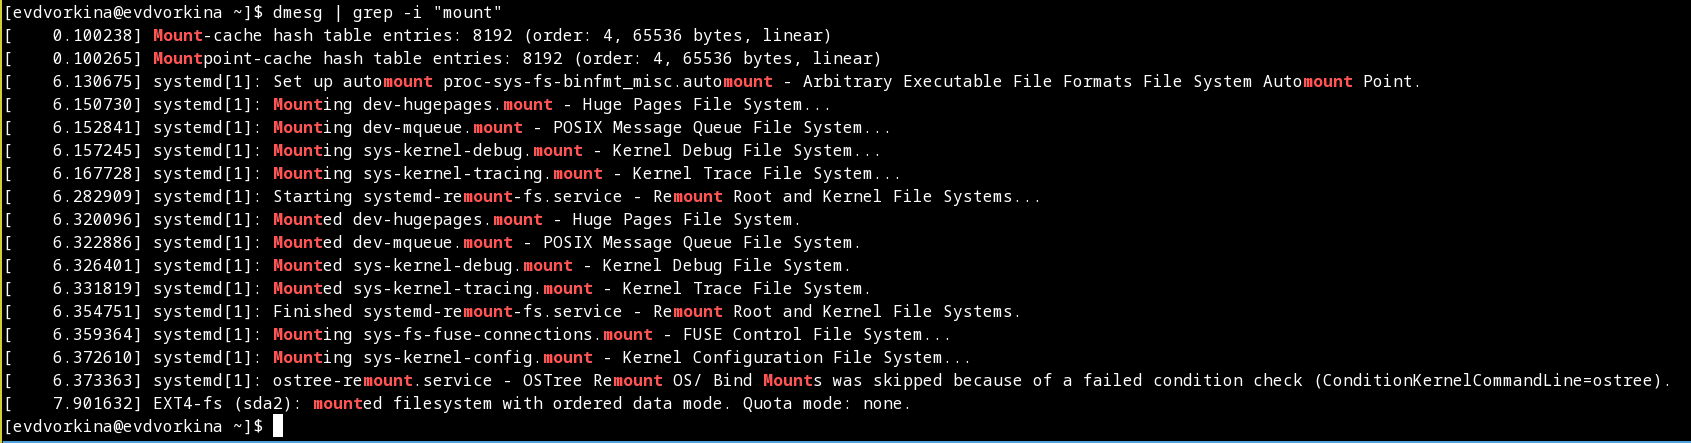 [evdvorkina@evdvorkina ~]$ dmesg | grep -i "mount"
[    0.100238] Mount-cache hash table entries: 8192 (order: 4, 65536 bytes, linear)
[    0.100265] Mountpoint-cache hash table entries: 8192 (order: 4, 65536 bytes, linear)
[    6.130675] systemd[1]: Set up automount proc-sys-fs-binfmt_misc.automount - Arbitrary Executable File Formats File System Automount Point.
[    6.150730] systemd[1]: Mounting dev-hugepages.mount - Huge Pages File System...
[    6.152841] systemd[1]: Mounting dev-mqueue.mount - POSIX Message Queue File System...
[    6.157245] systemd[1]: Mounting sys-kernel-debug.mount - Kernel Debug File System...
[    6.167728] systemd[1]: Mounting sys-kernel-tracing.mount - Kernel Trace File System...
[    6.282909] systemd[1]: Starting systemd-remount-fs.service - Remount Root and Kernel File Systems...
[    6.320096] systemd[1]: Mounted dev-hugepages.mount - Huge Pages File System.
[    6.322886] systemd[1]: Mounted dev-mqueue.mount - POSIX Message Queue File System.
[    6.326401] systemd[1]: Mounted sys-kernel-debug.mount - Kernel Debug File System.
[    6.331819] systemd[1]: Mounted sys-kernel-tracing.mount - Kernel Trace File System.
[    6.354751] systemd[1]: Finished systemd-remount-fs.service - Remount Root and Kernel File Systems.
[    6.359364] systemd[1]: Mounting sys-fs-fuse-connections.mount - FUSE Control File System...
[    6.372610] systemd[1]: Mounting sys-kernel-config.mount - Kernel Configuration File System...
[    6.373363] systemd[1]: ostree-remount.service - OSTree Remount OS/ Bind Mounts was skipped because of a failed condition check (ConditionKernelCommandLine=ostree).
[    7.901632] EXT4-fs (sda2): mounted filesystem with ordered data mode. Quota mode: none.
[evdvorkina@evdvorkina ~]$